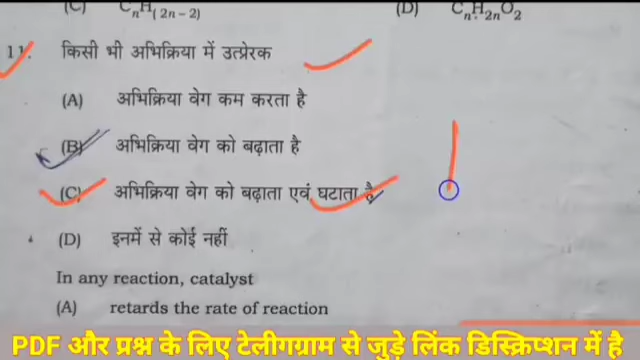 (C) CₙH(2n−2) (D) CₙH₂ₙO₂
11. किसी भी अभिक्रिया में उत्प्रेरक
(A) अभिक्रिया वेग कम करता है
(B) अभिक्रिया वेग को बढ़ाता है
(C) अभिक्रिया वेग को बढ़ाता एवं घटाता है
(D) इनमें से कोई नहीं
In any reaction, catalyst
(A) retards the rate of reaction
PDF और प्रश्न के लिए टेलीगग्राम से जुड़े लिंक डिस्क्रिप्शन में है